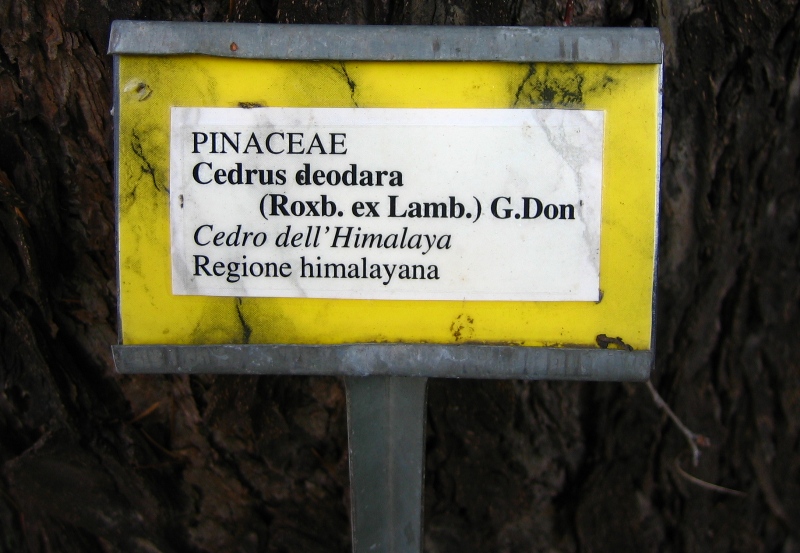 PINACEAE
Cedrus deodara
(Roxb. ex Lamb.) G.Don
Cedro dell'Himalaya
Regione himalayana